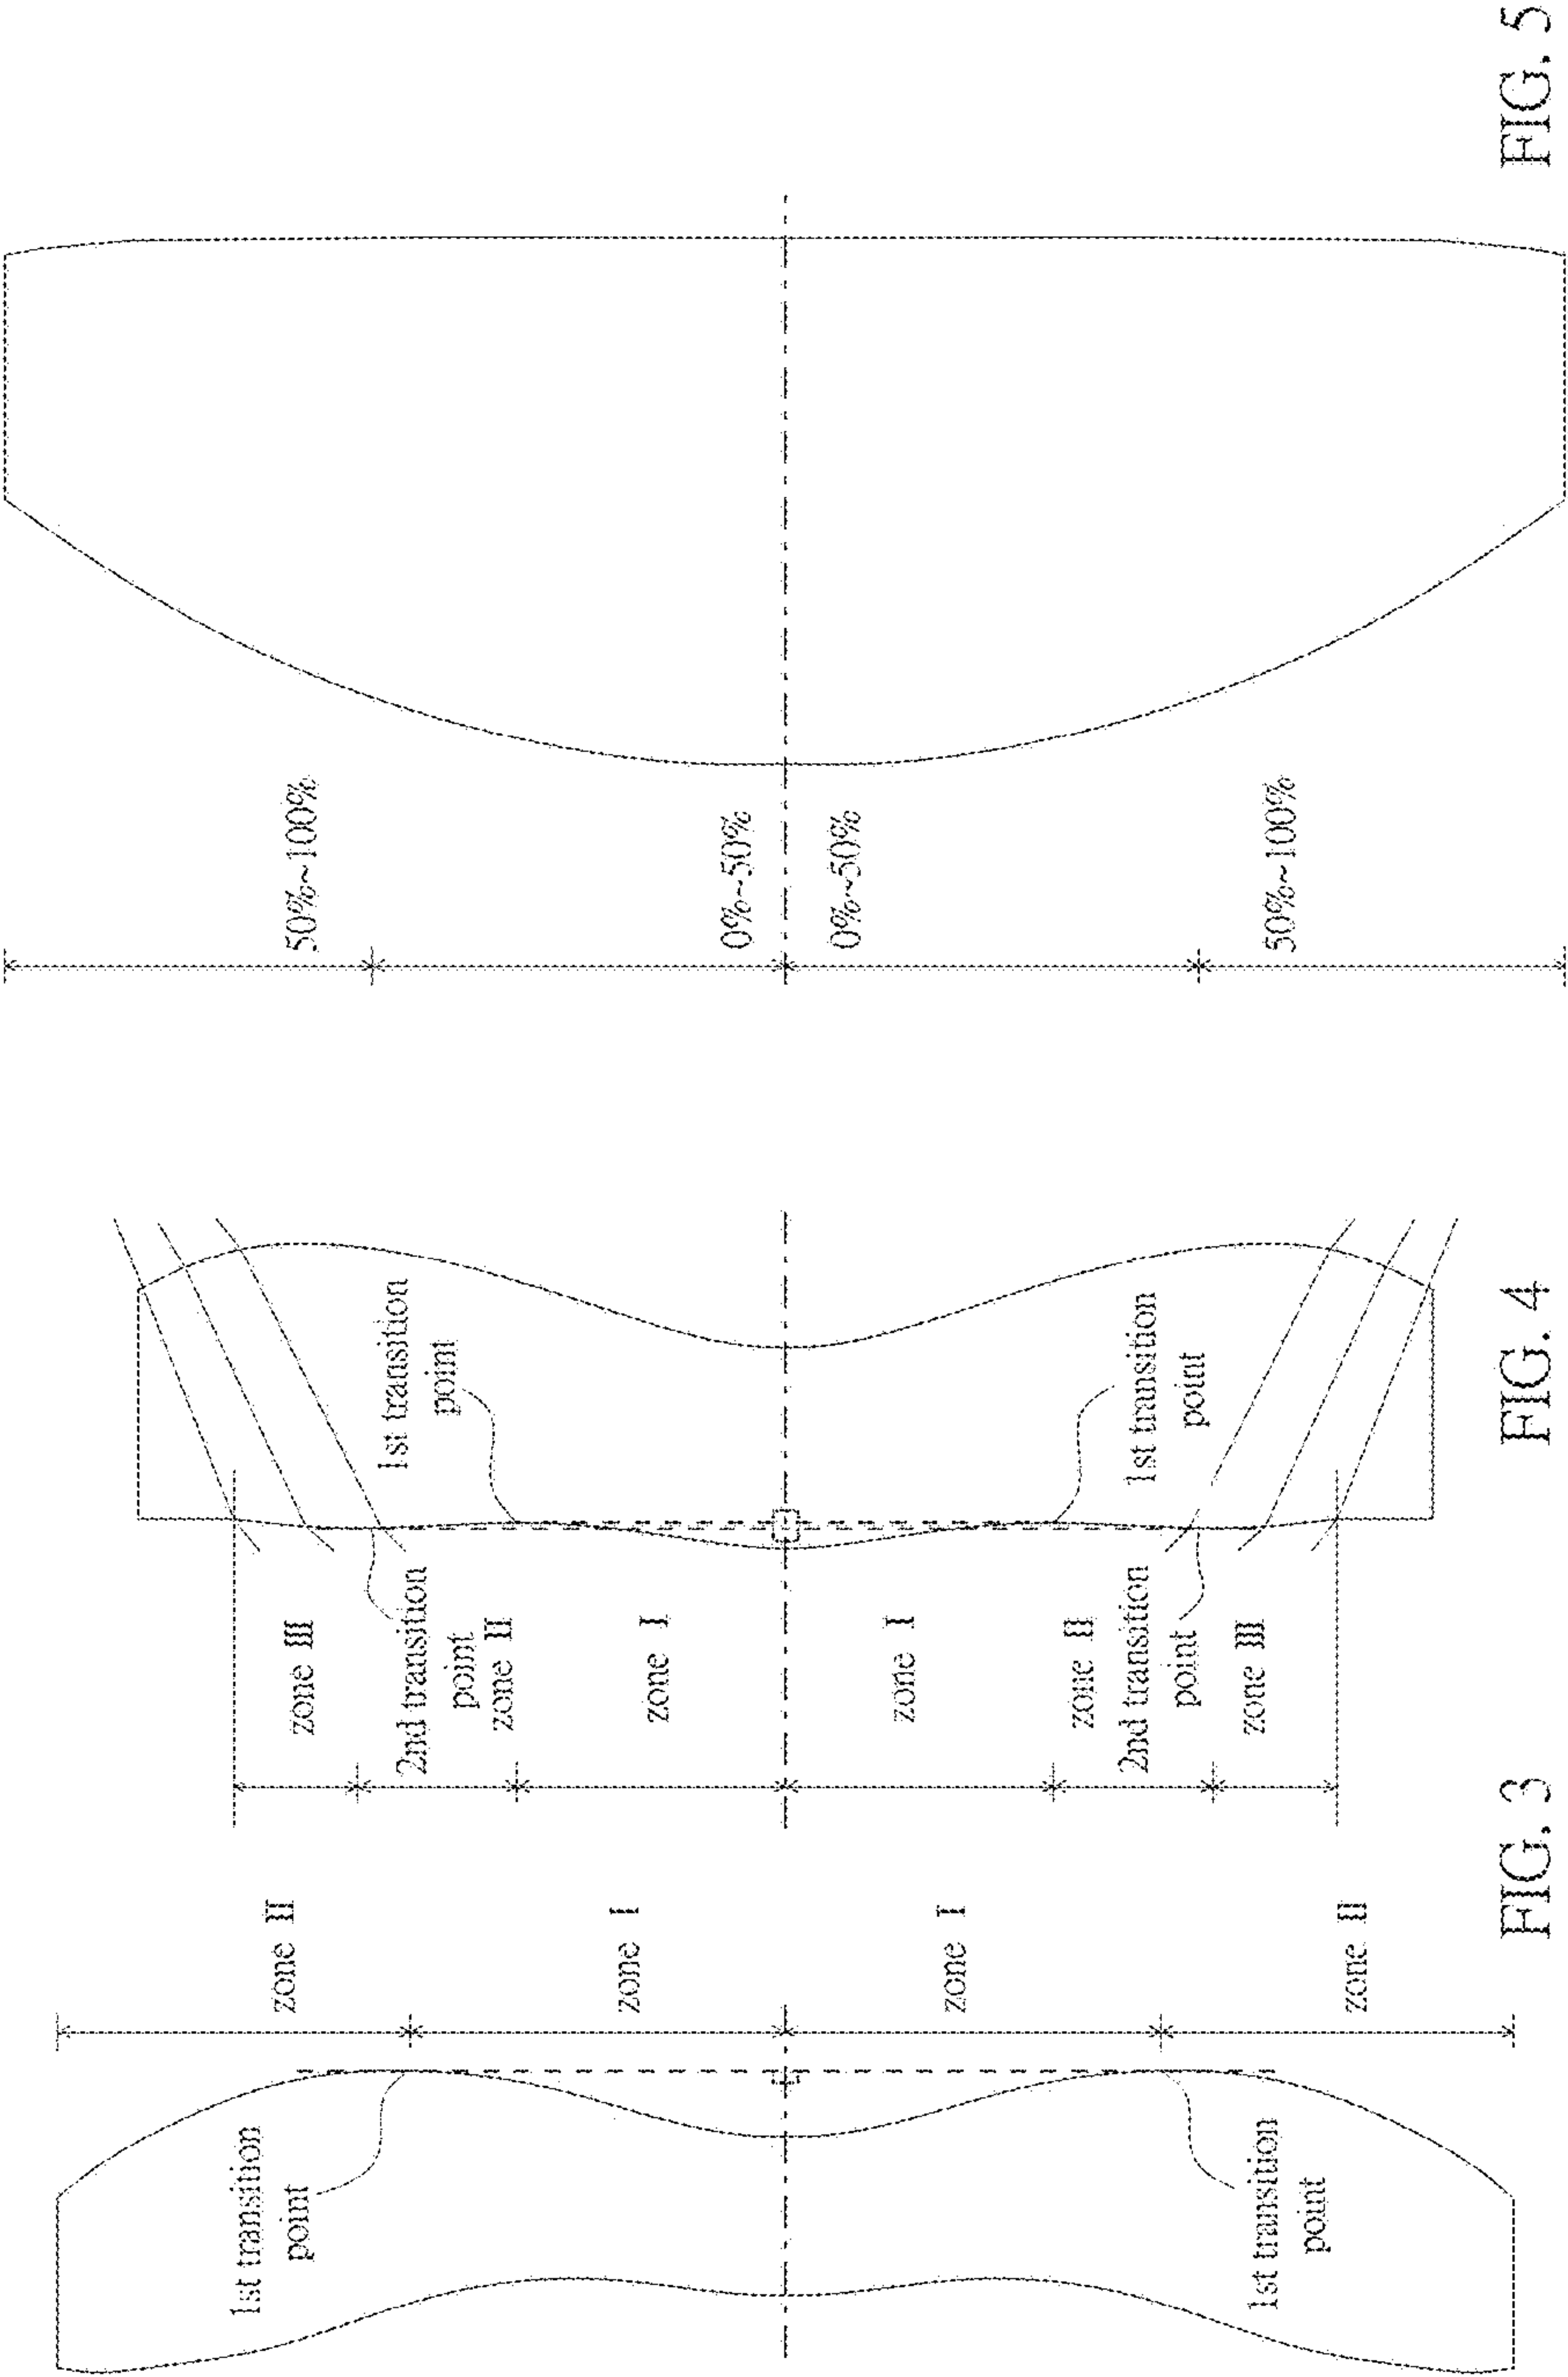 zone II
zone I
zone I
zone II
1st transition
point
1st transition
point
FIG. 3
zone III
2nd transition
point
zone II
zone I
zone I
zone II
2nd transition
point
zone III
1st transition
point
1st transition
point
FIG. 4
50%~100%
0%~50%
0%~50%
50%~100%
FIG. 5